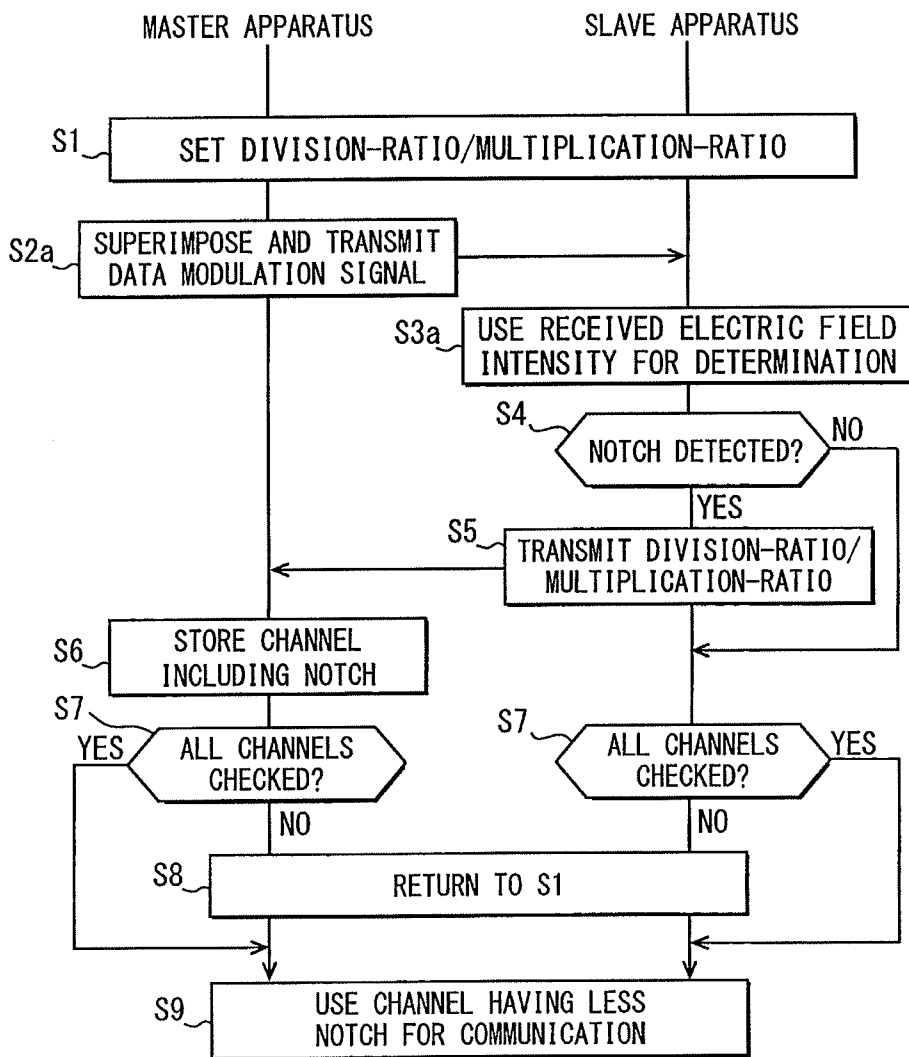 MASTER APPARATUS
SLAVE APPARATUS
S1
SET DIVISION-RATIO/MULTIPLICATION-RATIO
S2a
SUPERIMPOSE AND TRANSMIT
DATA MODULATION SIGNAL
S3a
USE RECEIVED ELECTRIC FIELD
INTENSITY FOR DETERMINATION
S4
NOTCH DETECTED?
NO
YES
S5
TRANSMIT DIVISION-RATIO/
MULTIPLICATION-RATIO
S6
STORE CHANNEL
INCLUDING NOTCH
S7
YES
ALL CHANNELS
CHECKED?
NO
S7
ALL CHANNELS
CHECKED?
YES
NO
S8
RETURN TO S1
S9
USE CHANNEL HAVING LESS
NOTCH FOR COMMUNICATION